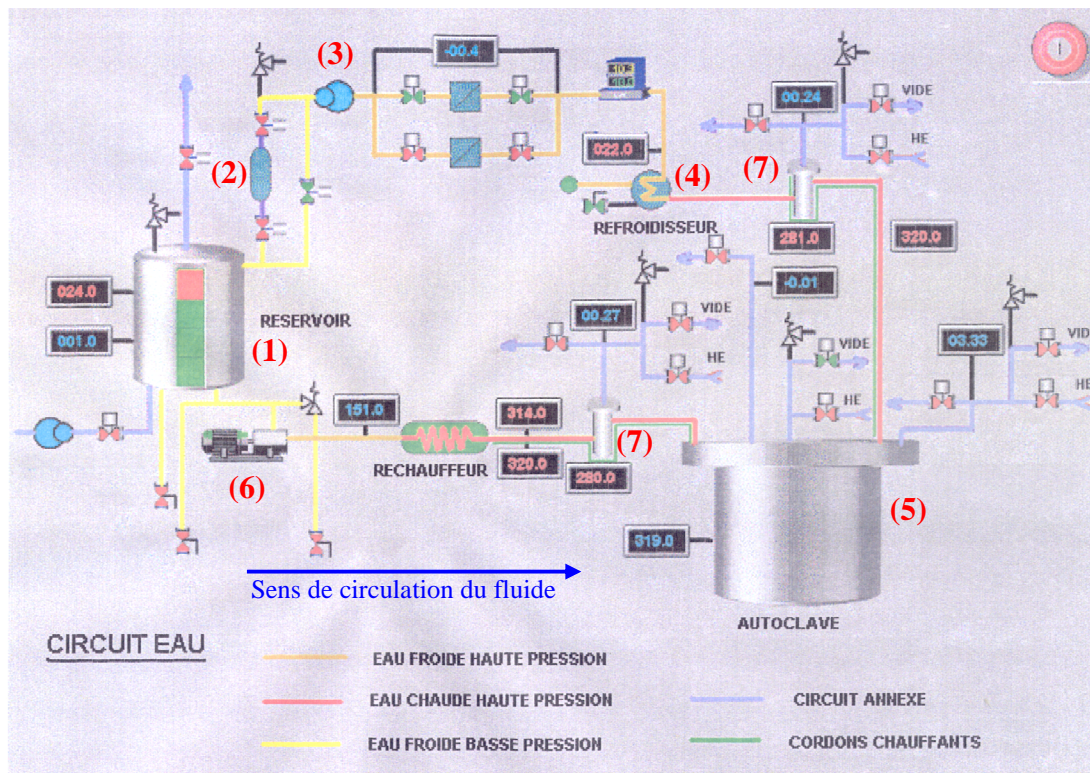 (3)
-00.4
00.24
VIDE
HE
(2)
022.0
(4)
(7)
REFROIDISSEUR
281.0
320.0
024.0
001.0
RESERVOIR
(1)
00.27
VIDE
HE
-0.01
VIDE
HE
03.33
VIDE
HE
151.0
314.0
320.0
RECHAUFFEUR
280.0
(7)
(6)
(5)
319.0
Sens de circulation du fluide
AUTOCLAVE
CIRCUIT EAU
EAU FROIDE HAUTE PRESSION
EAU CHAUDE HAUTE PRESSION
CIRCUIT ANNEXE
EAU FROIDE BASSE PRESSION
CORDONS CHAUFFANTS